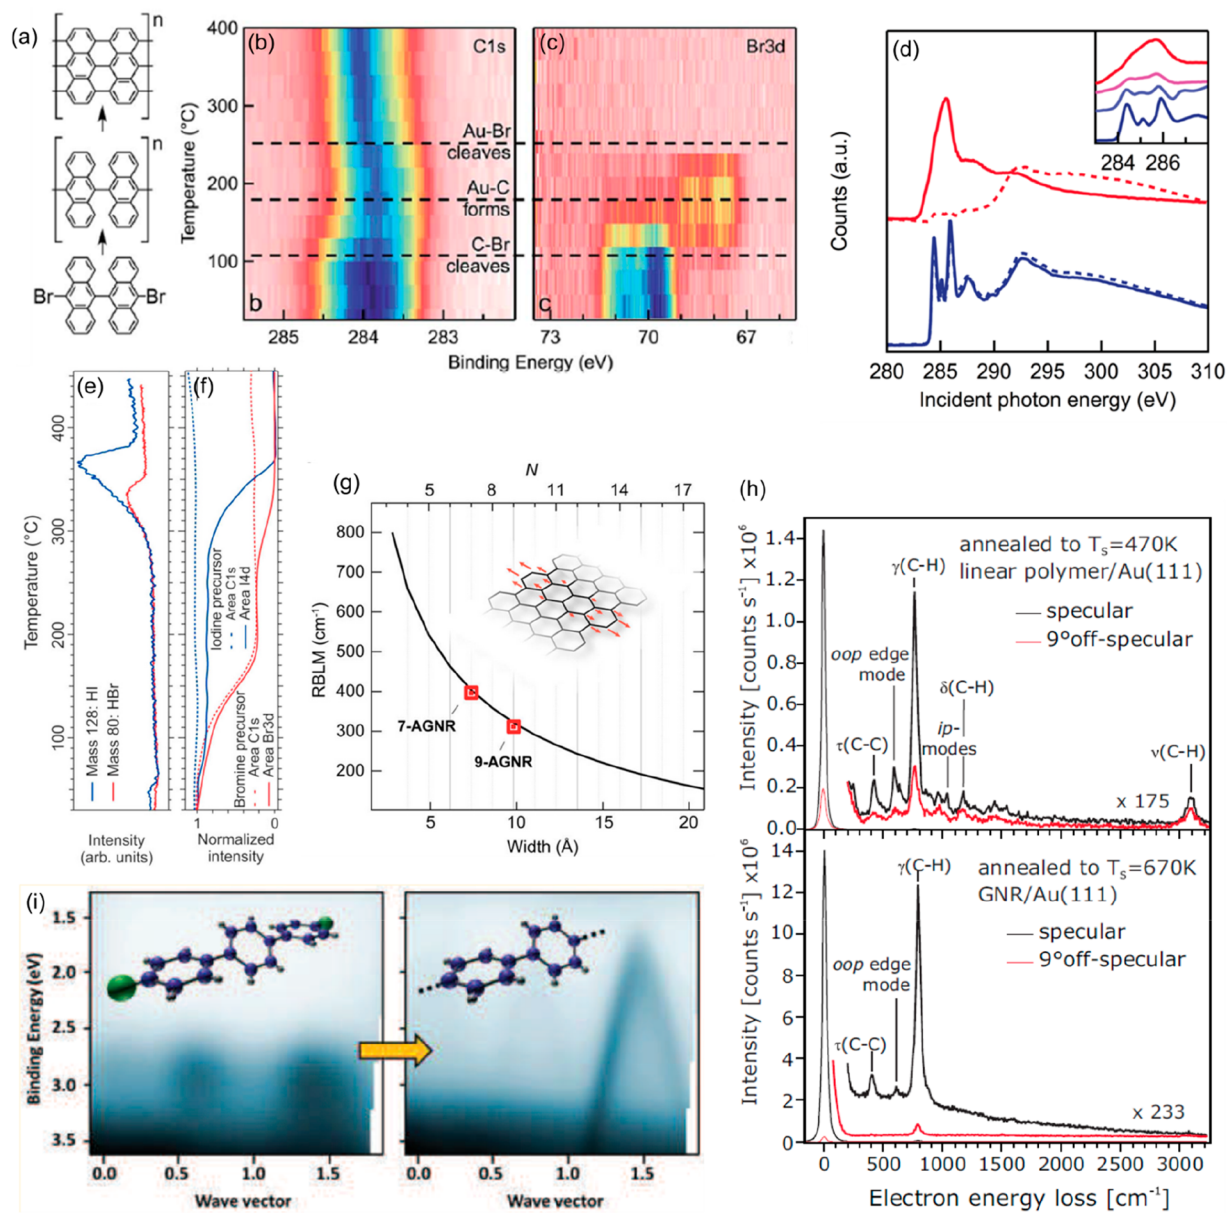 (a)
n
n
Br
Br
(b)
C1s
(c)
Br3d
400
300
200
100
Temperature (°C)
Au-Br
cleaves
Au-C
forms
C-Br
cleaves
b
c
285
284
283
73
70
67
Binding Energy (eV)
(d)
284
286
Counts (a.u.)
280
285
290
295
300
305
310
Incident photon energy (eV)
(e)
(f)
400
300
200
100
Temperature (°C)
Mass 128: HI
Mass 80: HBr
Iodine precursor
Area C1s
Area I4d
Bromine precursor
Area C1s
Area Br3d
1
0
Intensity
(arb. units)
Normalized
intensity
(g)
N
5
8
11
15
17
800
700
600
500
400
300
200
RBLM (cm⁻¹)
7-AGNR
9-AGNR
5
10
15
20
Width (Å)
(h)
1.4
1.2
1.0
0.8
0.6
0.4
0.2
0.0
Intensity [counts s⁻¹] x10⁶
γ(C-H)
annealed to Tₛ=470K
linear polymer/Au(111)
specular
9°off-specular
oop edge
mode
δ(C-H)
ip-
modes
τ(C-C)
ν(C-H)
x 175
14
12
10
8
6
4
2
0
Intensity [counts s⁻¹] x10⁶
γ(C-H)
annealed to Tₛ=670K
GNR/Au(111)
specular
9°off-specular
oop edge
mode
τ(C-C)
x 233
0
500
1000
1500
2000
2500
3000
Electron energy loss [cm⁻¹]
(i)
1.5
2.0
2.5
3.0
3.5
Binding Energy (eV)
0.0
0.5
1.0
1.5
Wave vector
0.0
0.5
1.0
1.5
Wave vector